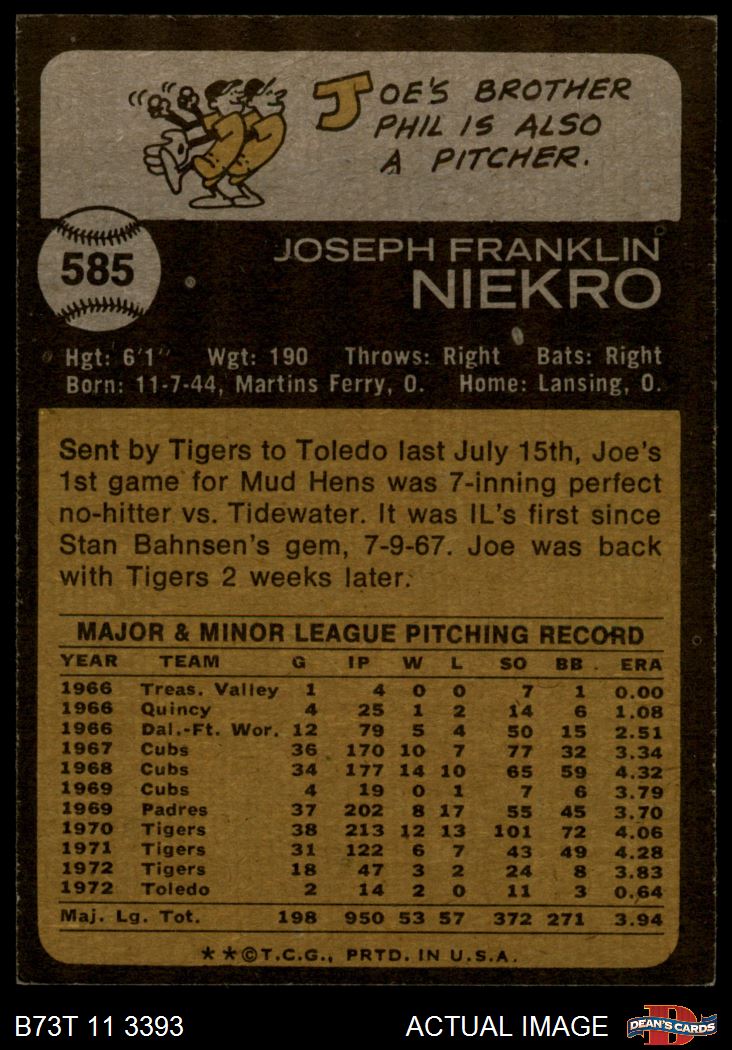 JOE'S BROTHER
PHIL IS ALSO
A PITCHER.
585
JOSEPH FRANKLIN
NIEKRO
Hgt: 6'1" Wgt: 190 Throws: Right Bats: Right
Born: 11-7-44, Martins Ferry, O. Home: Lansing, O.
Sent by Tigers to Toledo last July 15th, Joe's
1st game for Mud Hens was 7-inning perfect
no-hitter vs. Tidewater. It was IL's first since
Stan Bahnsen's gem, 7-9-67. Joe was back
with Tigers 2 weeks later.
MAJOR & MINOR LEAGUE PITCHING RECORD
YEAR TEAM G IP W L SO BB ERA
1966 Treas. Valley 1 4 0 0 7 1 0.00
1966 Quincy 4 25 1 2 14 6 1.08
1966 Dal.-Ft. Wor. 12 79 5 4 50 15 2.51
1967 Cubs 36 170 10 7 77 32 3.34
1968 Cubs 34 177 14 10 65 59 4.32
1969 Cubs 4 19 0 1 7 6 3.79
1969 Padres 37 202 8 17 55 45 3.70
1970 Tigers 38 213 12 13 101 72 4.06
1971 Tigers 31 122 6 7 43 49 4.28
1972 Tigers 18 47 3 2 24 8 3.83
1972 Toledo 2 14 2 0 11 3 0.64
Maj. Lg. Tot. 198 950 53 57 372 271 3.94
**©T.C.G., PRTD. IN U.S.A.
B73T 11 3393 ACTUAL IMAGE DEAN'S CARDS